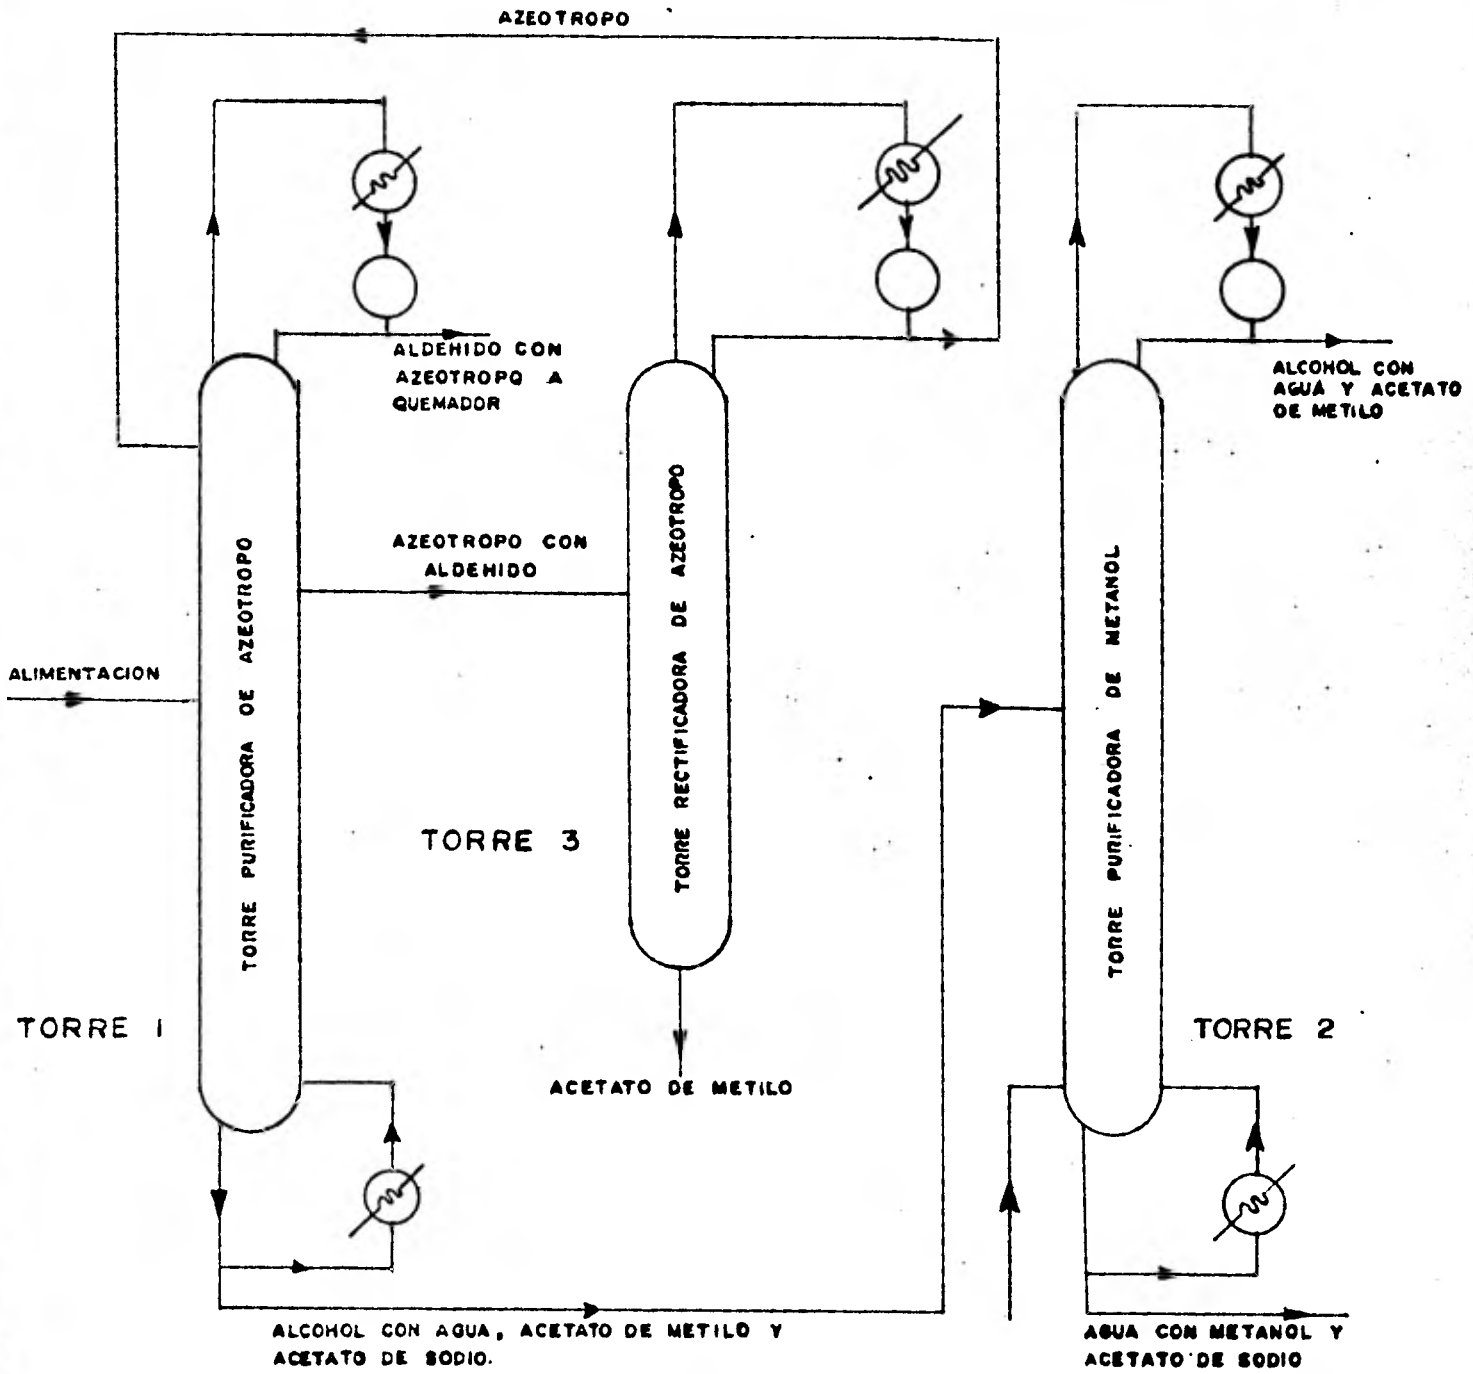 AZEOTROPO
ALDEHIDO CON
AZEOTROPO A
QUEMADOR
ALCOHOL CON
AGUA Y ACETATO
DE METILO
AZEOTROPO CON
ALDEHIDO
ALIMENTACION
TORRE PURIFICADORA DE AZEOTROPO
TORRE RECTIFICADORA DE AZEOTROPO
TORRE PURIFICADORA DE METANOL
TORRE 3
TORRE 1
TORRE 2
ACETATO DE METILO
ALCOHOL CON AGUA, ACETATO DE METILO Y
ACETATO DE SODIO.
AGUA CON METANOL Y
ACETATO DE SODIO